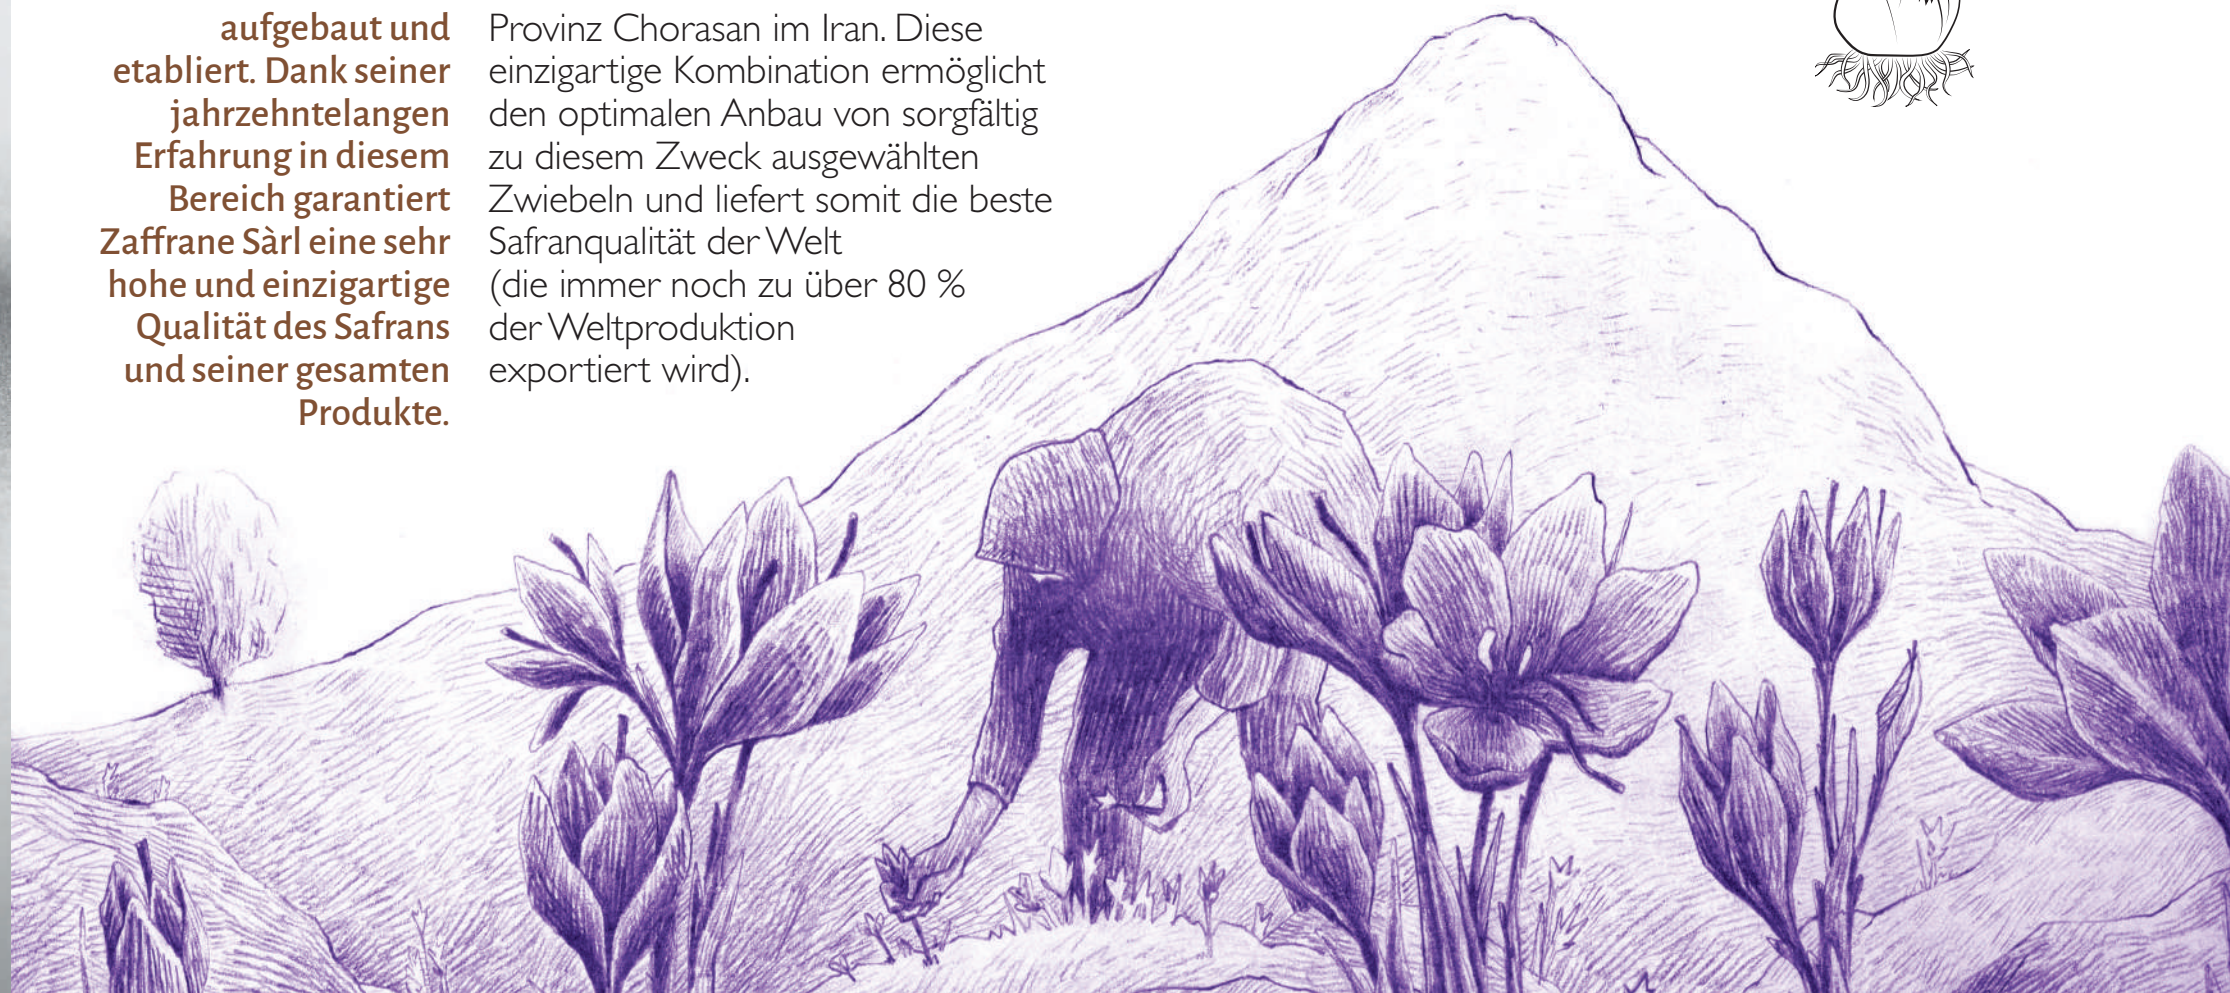 aufgebaut und
etabliert. Dank seiner
jahrzehntelangen
Erfahrung in diesem
Bereich garantiert
Zaffrane Sàrl eine sehr
hohe und einzigartige
Qualität des Safrans
und seiner gesamten
Produkte.
Provinz Chorasan im Iran. Diese
einzigartige Kombination ermöglicht
den optimalen Anbau von sorgfältig
zu diesem Zweck ausgewählten
Zwiebeln und liefert somit die beste
Safranqualität der Welt
(die immer noch zu über 80 %
der Weltproduktion
exportiert wird).